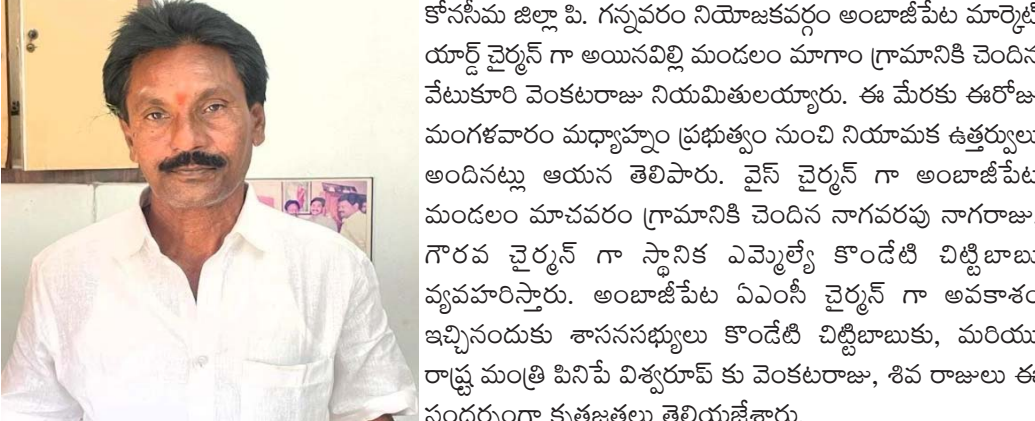 కోనసీమ జిల్లా పి. గన్నవరం నియోజకవర్గం అంబాజీపేట మార్కెట్
యార్డ్ చైర్మన్ గా అయినవిల్లి మండలం మాగాం గ్రామానికి చెందిన
వేటుకూరి వెంకటరాజు నియమితులయ్యారు. ఈ మేరకు ఈరోజు
మంగళవారం మధ్యాహ్నం ప్రభుత్వం నుంచి నియామక ఉత్తర్వులు
అందినట్లు ఆయన తెలిపారు. వైస్ చైర్మన్ గా అంబాజీపేట
మండలం మాచవరం గ్రామానికి చెందిన నాగవరపు నాగరాజు,
గౌరవ చైర్మన్ గా స్థానిక ఎమ్మెల్యే కొండేటి చిట్టిబాబు
వ్యవహరిస్తారు. అంబాజీపేట ఏఎంసీ చైర్మన్ గా అవకాశం
ఇచ్చినందుకు శాసనసభ్యులు కొండేటి చిట్టిబాబుకు, మరియు
రాష్ట్ర మంత్రి పినిపే విశ్వరూప్ కు వెంకటరాజు, శివ రాజులు ఈ
సందర్భంగా కృతజ్ఞతలు తెలియజేశారు